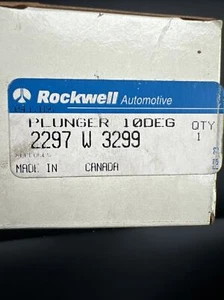 Rockwell Automotive
PLUNGER 10DEG QTY
2297 W 3299 1
MADE IN CANADA